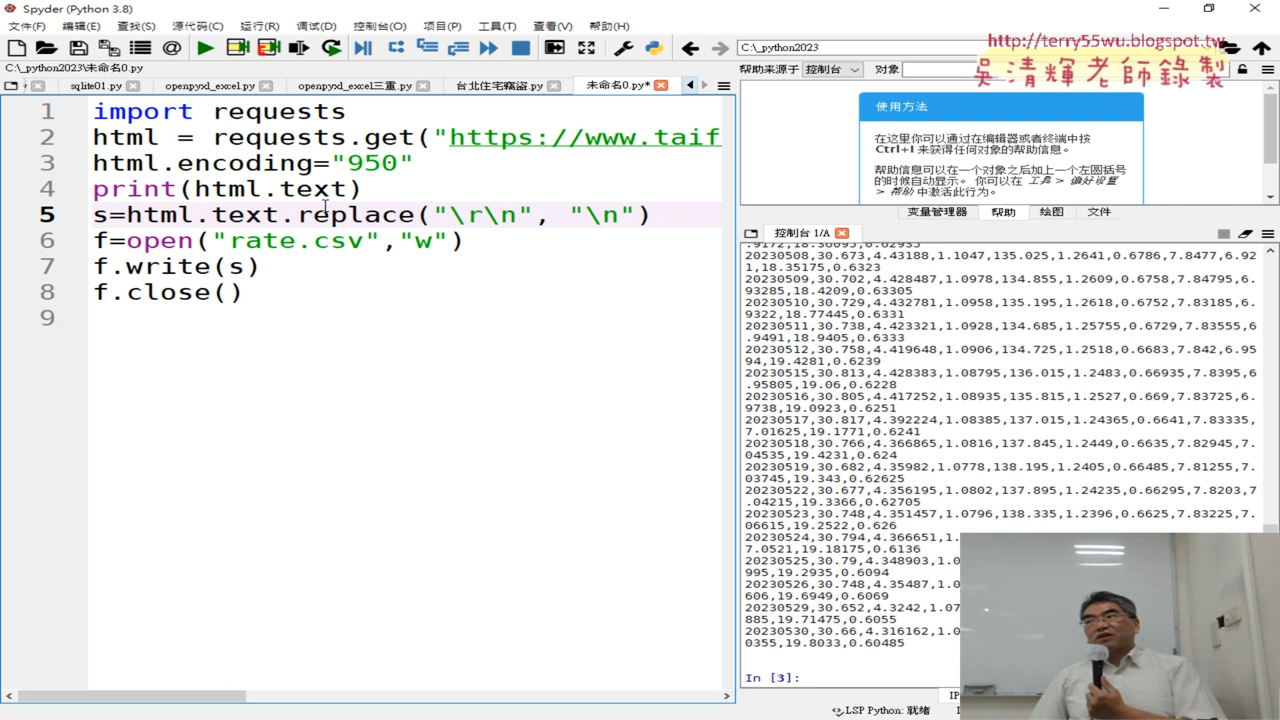 Spyder (Python 3.8)
文件(F) 编辑(E) 查找(S) 源代码(C) 运行(R) 调试(D) 控制台(O) 项目(P) 工具(T) 查看(V) 帮助(H)
C:\_python2023
http://terry55wu.blogspot.tw
吳清輝老師錄製
C:\_python2023\未命名0.py
帮助来源于 控制台 对象
sqlite01.py openpyxl_excel.py openpyxl_excel三重.py 台北住宅竊盜.py 未命名0.py*
使用方法
在这里你可以通过在编辑器或者终端中按
Ctrl+I 来获得任何对象的帮助信息。
帮助信息可以在一个对象之后加上一个左圆括号
的时候自动显示。 你可以在 工具 > 偏好设置
> 帮助 中激活此行为。
变量管理器 帮助 绘图 文件
控制台 1/A
1 import requests
2 html = requests.get("https://www.taif
3 html.encoding="950"
4 print(html.text)
5 s=html.text.replace("\r\n", "\n")
6 f=open("rate.csv","w")
7 f.write(s)
8 f.close()
9
.9172,18.36095,0.62935
20230508,30.673,4.43188,1.1047,135.025,1.2641,0.6786,7.8477,6.92
1,18.35175,0.6323
20230509,30.702,4.428487,1.0978,134.855,1.2609,0.6758,7.84795,6.
93285,18.4209,0.63305
20230510,30.729,4.432781,1.0958,135.195,1.2618,0.6752,7.83185,6.
9322,18.77445,0.6331
20230511,30.738,4.423321,1.0928,134.685,1.25755,0.6729,7.83555,6
.9491,18.9405,0.6333
20230512,30.758,4.419648,1.0906,134.725,1.2518,0.6683,7.842,6.95
94,19.4281,0.6239
20230515,30.813,4.428383,1.08795,136.015,1.2483,0.66935,7.8395,6
.95805,19.06,0.6228
20230516,30.805,4.417252,1.08935,135.815,1.2527,0.669,7.83725,6.
9738,19.0923,0.6251
20230517,30.817,4.392224,1.08385,137.015,1.24365,0.6641,7.83335,
7.01625,19.1771,0.6241
20230518,30.766,4.366865,1.0816,137.845,1.2449,0.6635,7.82945,7.
04535,19.4231,0.624
20230519,30.682,4.35982,1.0778,138.195,1.2405,0.66485,7.81255,7.
03745,19.343,0.62625
20230522,30.677,4.356195,1.0802,137.895,1.24235,0.66295,7.8203,7
.04215,19.3366,0.62705
20230523,30.748,4.351457,1.0796,138.335,1.2396,0.6625,7.83225,7.
06615,19.2522,0.626
20230524,30.794,4.366651,1.0
7.0521,19.18175,0.6136
20230525,30.79,4.348903,1.0
995,19.2935,0.6094
20230526,30.748,4.35487,1.0
606,19.6949,0.6069
20230529,30.652,4.3242,1.07
885,19.71475,0.6055
20230530,30.66,4.316162,1.0
0355,19.8033,0.60485
In [3]:
LSP Python: 就绪